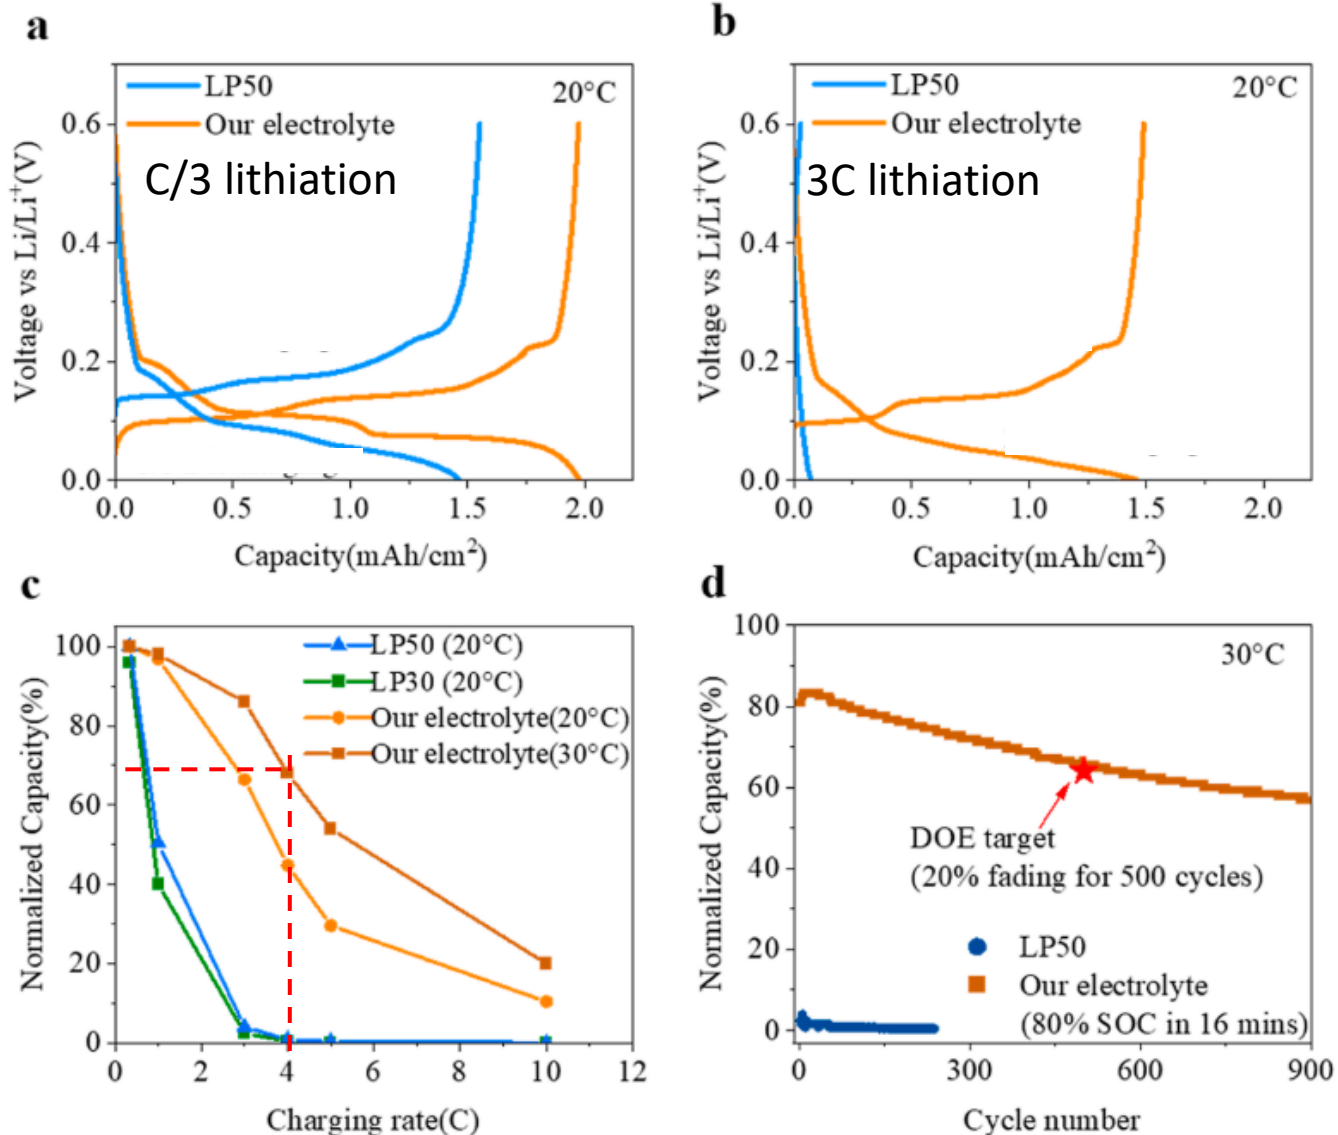 a
LP50
Our electrolyte
20°C
C/3 lithiation
Voltage vs Li/Li⁺(V)
0.6
0.4
0.2
0.0
0.0 0.5 1.0 1.5 2.0
Capacity(mAh/cm²)
b
LP50
Our electrolyte
20°C
3C lithiation
Voltage vs Li/Li⁺(V)
0.6
0.4
0.2
0.0
0.0 0.5 1.0 1.5 2.0
Capacity(mAh/cm²)
c
LP50 (20°C)
LP30 (20°C)
Our electrolyte(20°C)
Our electrolyte(30°C)
Normalized Capacity(%)
100
80
60
40
20
0
0 2 4 6 8 10 12
Charging rate(C)
d
30°C
Normalized Capacity(%)
100
80
60
40
20
0
DOE target
(20% fading for 500 cycles)
LP50
Our electrolyte
(80% SOC in 16 mins)
0 300 600 900
Cycle number